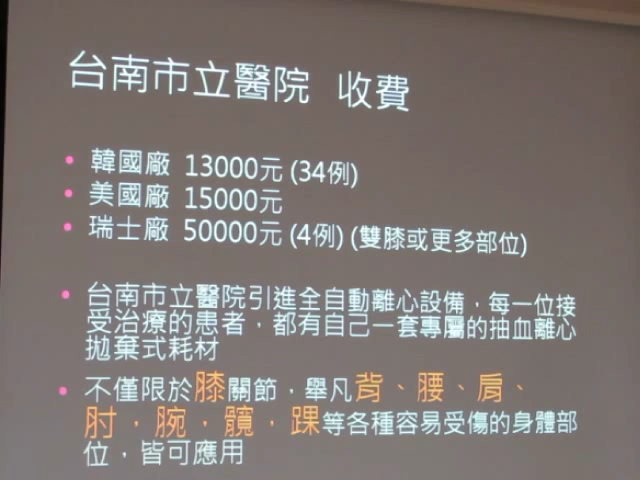 台南市立醫院 收費
• 韓國廠 13000元 (34例)
• 美國廠 15000元
• 瑞士廠 50000元 (4例) (雙膝或更多部位)
• 台南市立醫院引進全自動離心設備，每一位接
受治療的患者，都有自己一套專屬的抽血離心
拋棄式耗材
• 不僅限於膝關節，舉凡背、腰、肩、
肘，腕，髖，踝等各種容易受傷的身體部
位，皆可應用